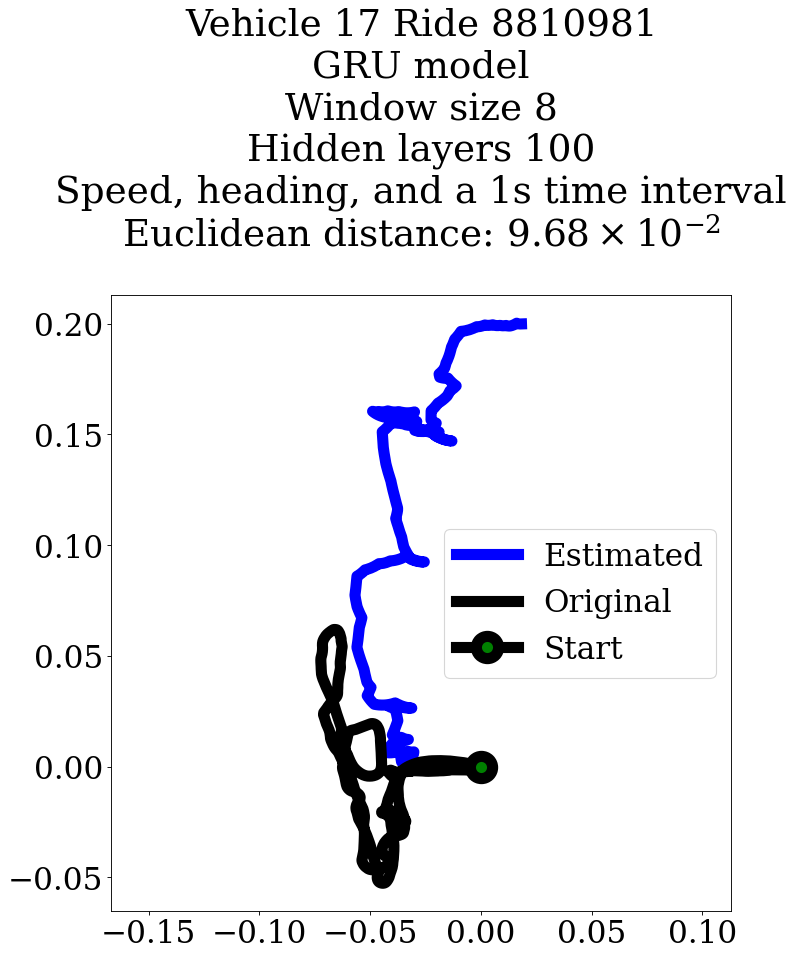 Vehicle 17 Ride 8810981
GRU model
Window size 8
Hidden layers 100
Speed, heading, and a 1s time interval
Euclidean distance: 9.68 × 10⁻²
0.20
0.15
0.10
0.05
0.00
−0.05
Estimated
Original
Start
−0.15 −0.10 −0.05 0.00 0.05 0.10